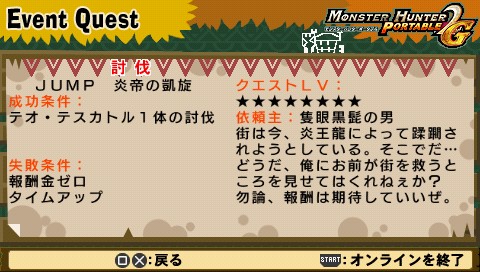 Event Quest
MONSTER HUNTER
PORTABLE 2nd G
討伐
JUMP 炎帝の凱旋
成功条件：
テオ・テスカトル１体の討伐
失敗条件：
報酬金ゼロ
タイムアップ
クエストＬＶ：
★★★★★★★★
依頼主：隻眼黒髭の男
街は今、炎王龍によって蹂躙さ
れようとしている。そこでだ…
どうだ、俺にお前が街を救うと
ころを見せてはくれねぇか？
勿論、報酬は期待していいぜ。
□×:戻る
START:オンラインを終了